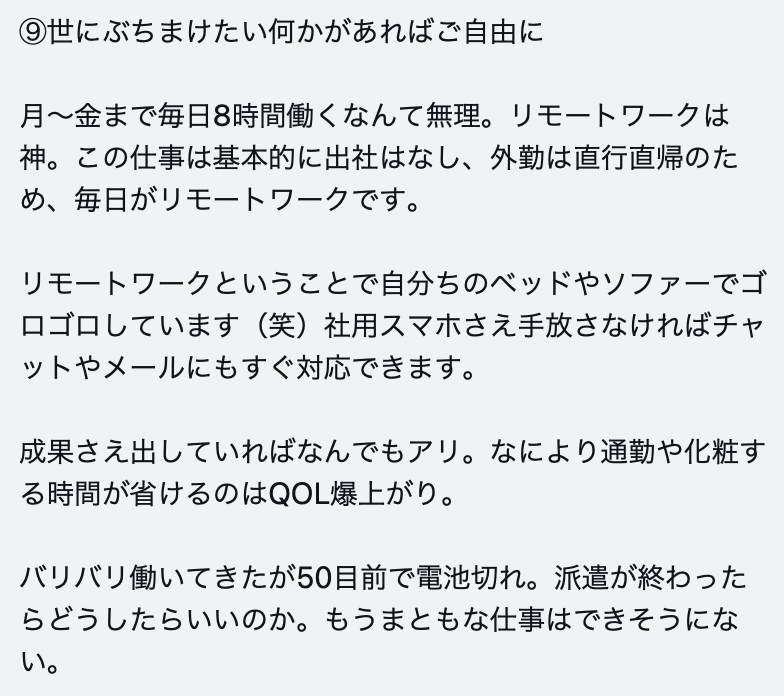 ⑨世にぶちまけたい何かがあればご自由に
月〜金まで毎日8時間働くなんて無理。リモートワークは
神。この仕事は基本的に出社はなし、外勤は直行直帰のた
め、毎日がリモートワークです。
リモートワークということで自分ちのベッドやソファーでゴ
ロゴロしています（笑）社用スマホさえ手放さなければチャ
ットやメールにもすぐ対応できます。
成果さえ出していればなんでもアリ。なにより通勤や化粧す
る時間が省けるのはQOL爆上がり。
バリバリ働いてきたが50目前で電池切れ。派遣が終わった
らどうしたらいいのか。もうまともな仕事はできそうにな
い。